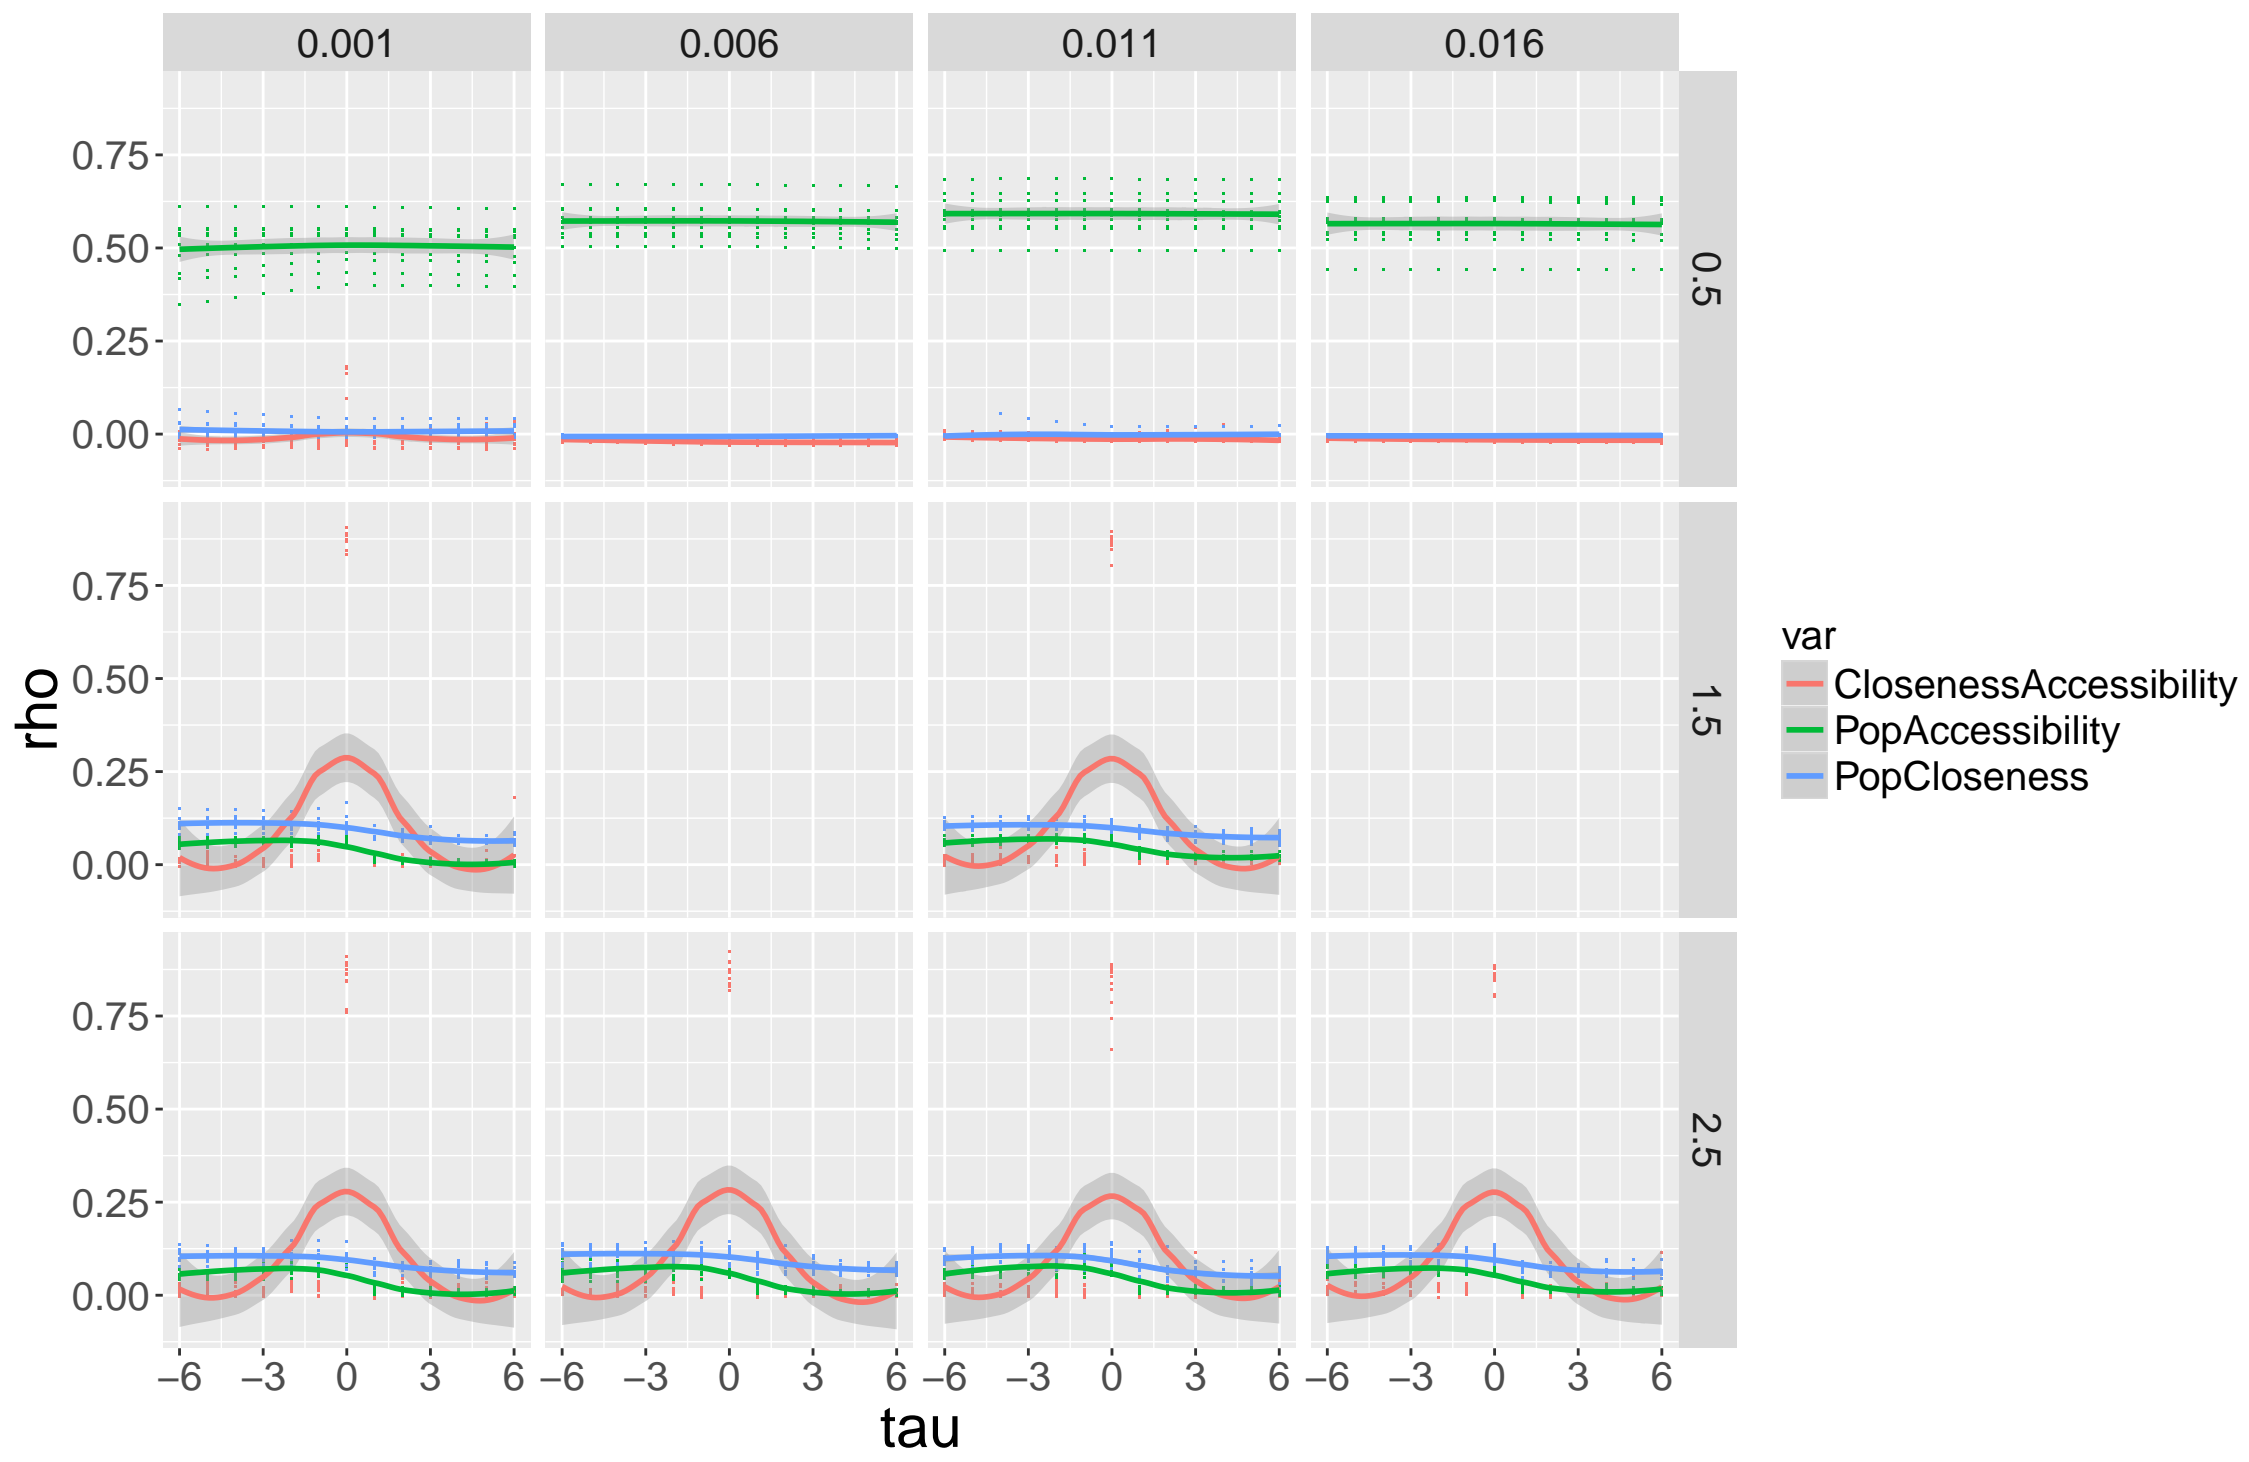 0.001 0.006 0.011 0.016
0.75
0.50
0.25
0.00
0.5
0.75
0.50
0.25
0.00
1.5
0.75
0.50
0.25
0.00
2.5
−6 −3 0 3 6 −6 −3 0 3 6 −6 −3 0 3 6 −6 −3 0 3 6
tau
rho
var
ClosenessAccessibility
PopAccessibility
PopCloseness